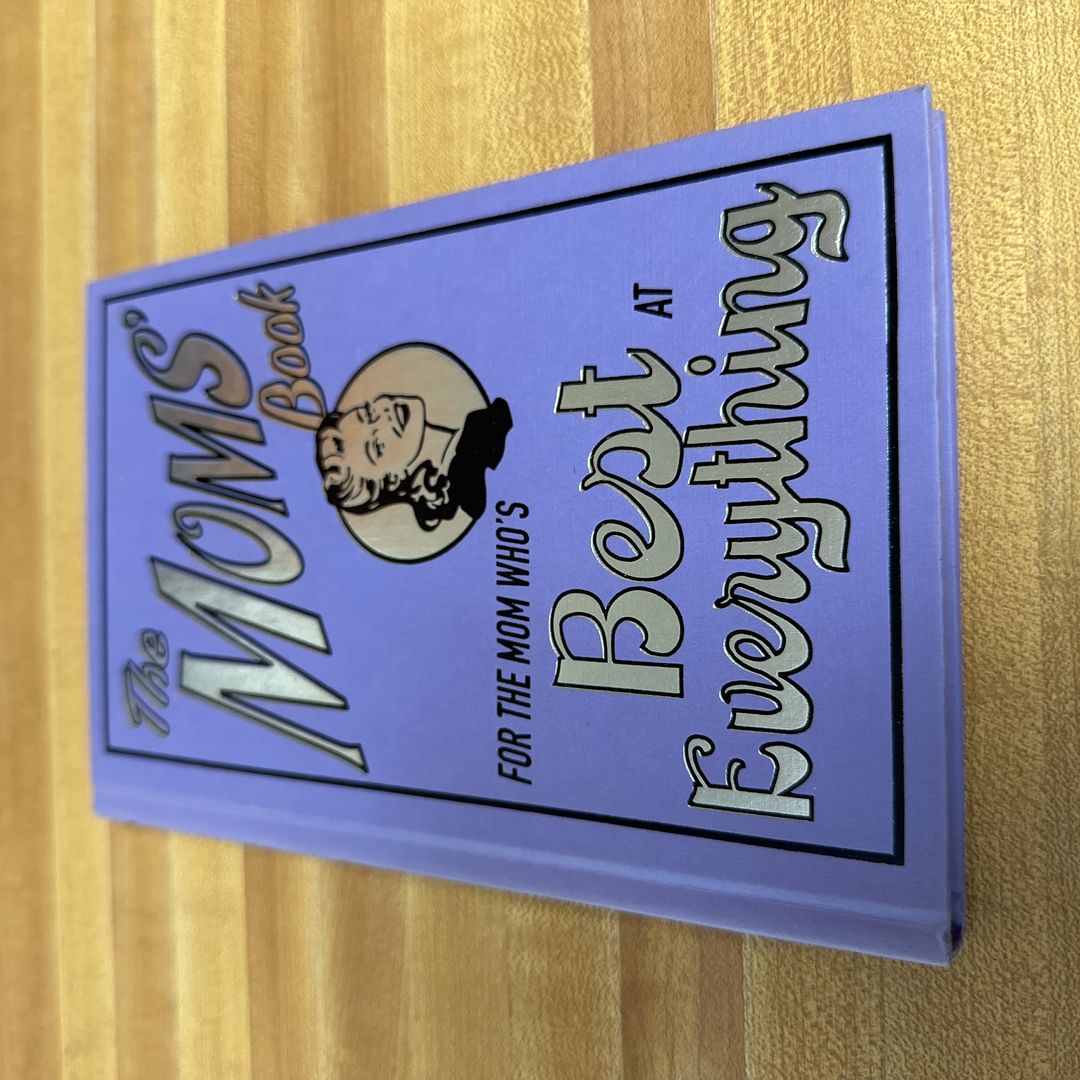 The
MOMS'
Book
FOR THE MOM WHO'S
Best
AT
Everything